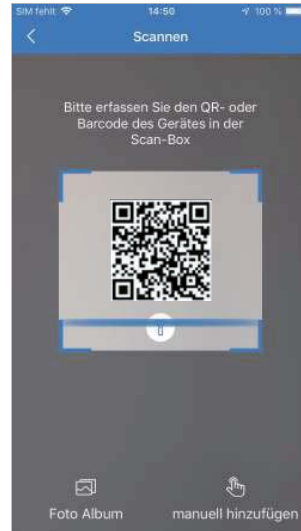 SIM fehlt 14:50 100 %
Scannen
Bitte erfassen Sie den QR- oder
Barcode des Gerätes in der
Scan-Box
Foto Album manuell hinzufügen